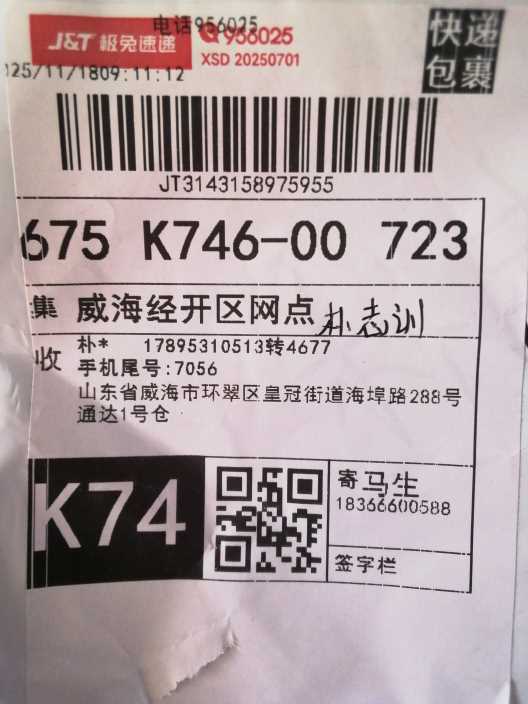 电话956025
J&T 极兔速递
956025
XSD 20250701
快递
包裹
025/11/1809:11:12
JT3143158975955
675 K746-00 723
集 威海经开区网点 朴志训
收 朴* 17895310513转4677
手机尾号:7056
山东省威海市环翠区皇冠街道海埠路288号
通达1号仓
K74
寄 马生
18366600588
签字栏